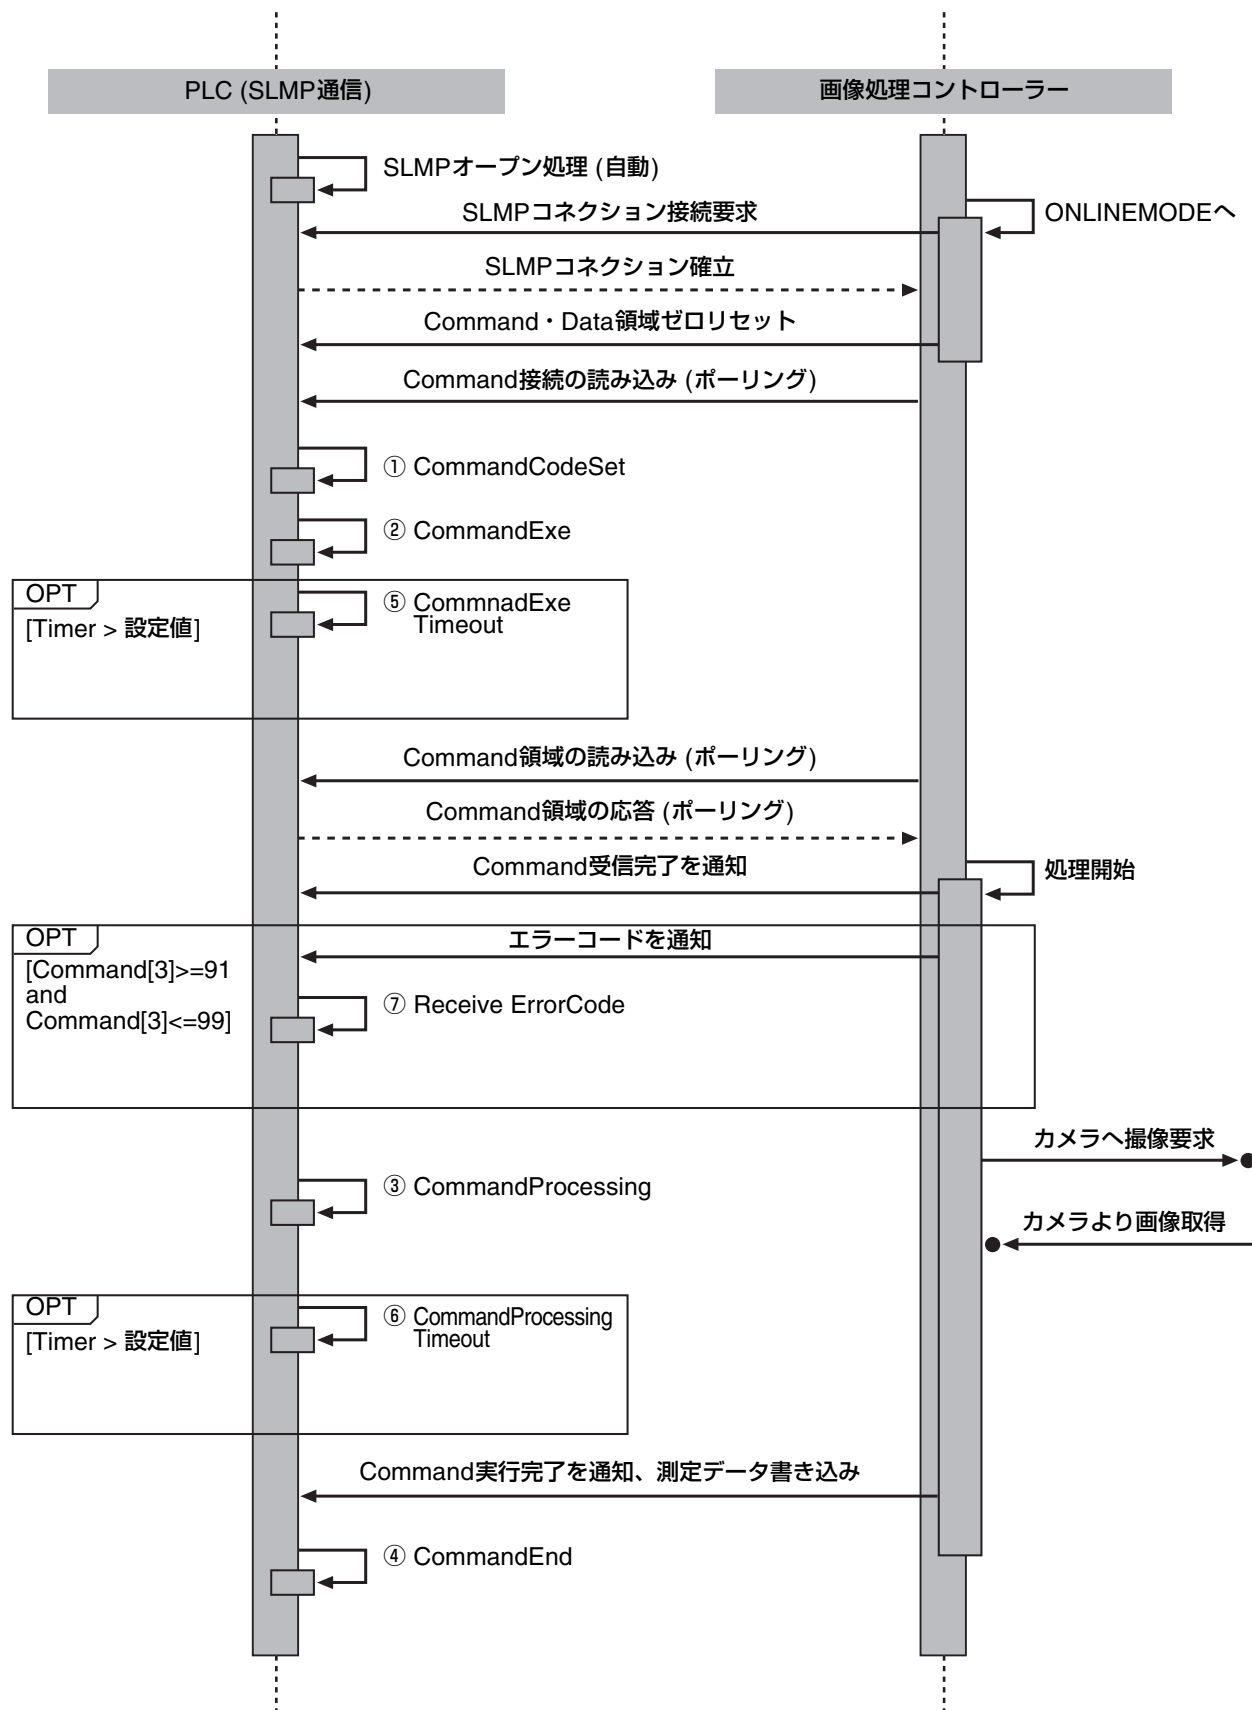 PLC (SLMP通信)
画像処理コントローラー
SLMPオープン処理 (自動)
SLMPコネクション接続要求
ONLINEMODEへ
SLMPコネクション確立
Command・Data領域ゼロリセット
Command接続の読み込み (ポーリング)
① CommandCodeSet
② CommandExe
OPT
[Timer > 設定値]
⑤ CommnadExe
Timeout
Command領域の読み込み (ポーリング)
Command領域の応答 (ポーリング)
Command受信完了を通知
処理開始
OPT
[Command[3]>=91
and
Command[3]<=99]
エラーコードを通知
⑦ Receive ErrorCode
カメラへ撮像要求
③ CommandProcessing
カメラより画像取得
OPT
[Timer > 設定値]
⑥ CommandProcessing
Timeout
Command実行完了を通知、測定データ書き込み
④ CommandEnd